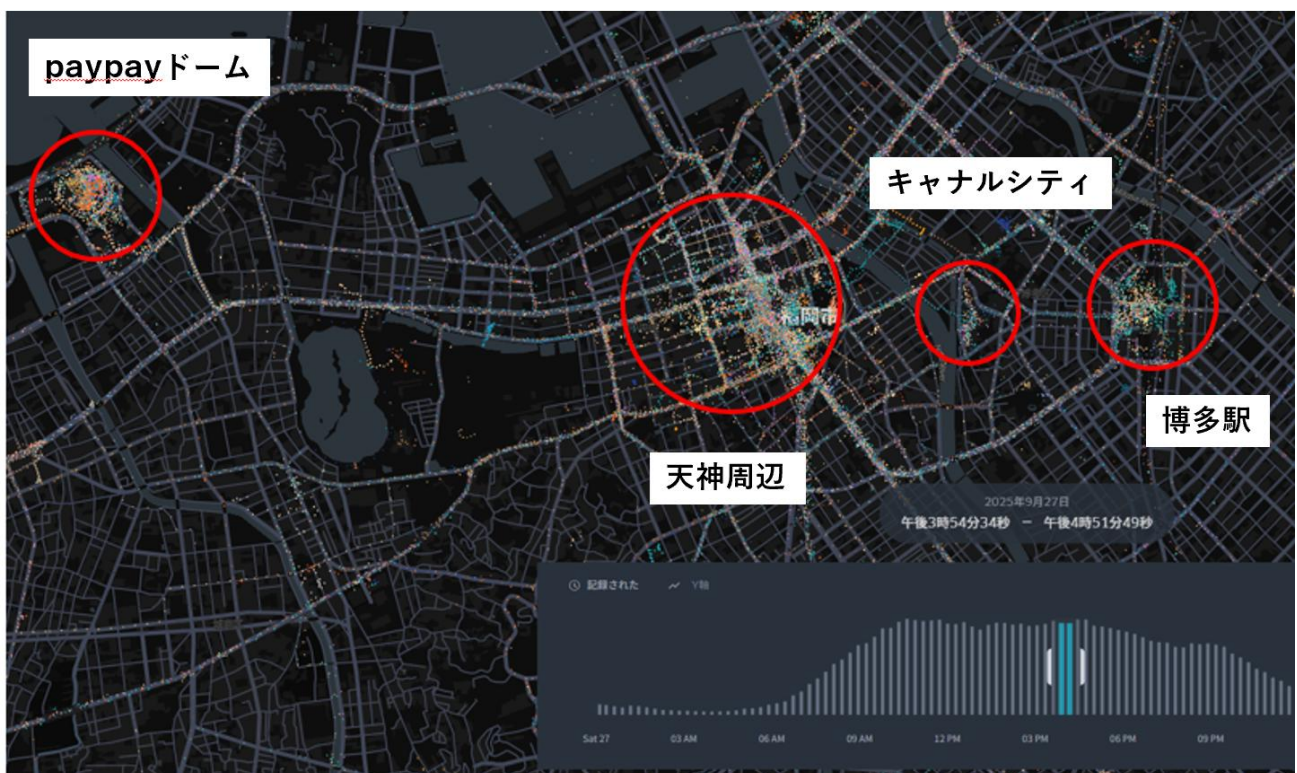 paypayドーム
キャナルシティ
福岡市
博多駅
天神周辺
2025年9月27日
午後3時54分34秒 － 午後4時51分49秒
記録された Y軸
Sat 27 03 AM 06 AM 09 AM 12 PM 03 PM 06 PM 09 PM